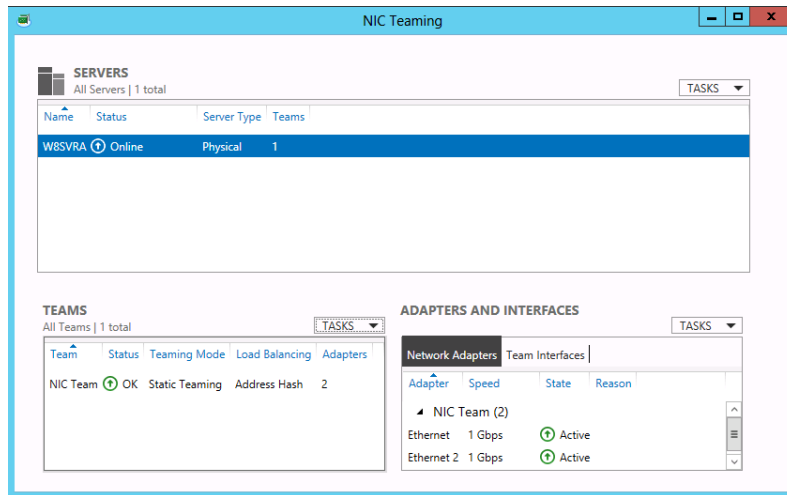 NIC Teaming
SERVERS
All Servers | 1 total
TASKS
Name Status Server Type Teams
W8SVRA Online Physical 1
TEAMS
All Teams | 1 total
TASKS
Team Status Teaming Mode Load Balancing Adapters
NIC Team OK Static Teaming Address Hash 2
ADAPTERS AND INTERFACES
TASKS
Network Adapters Team Interfaces
Adapter Speed State Reason
NIC Team (2)
Ethernet 1 Gbps Active
Ethernet 2 1 Gbps Active